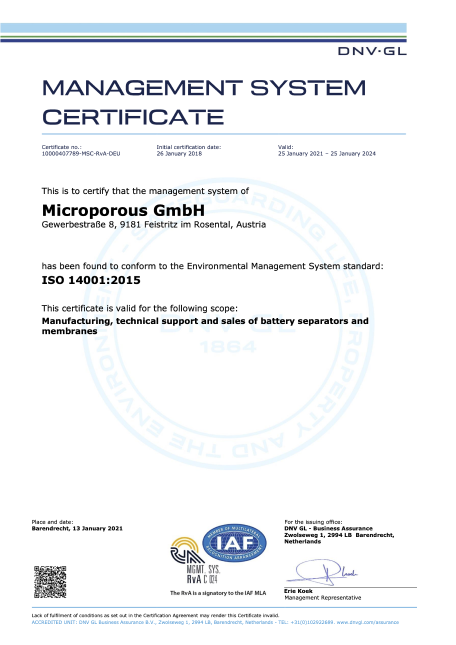 DNV·GL
MANAGEMENT SYSTEM
CERTIFICATE
Certificate no.:
10000407789-MSC-RvA-DEU
Initial certification date:
26 January 2018
Valid:
25 January 2021 – 25 January 2024
This is to certify that the management system of
Microporous GmbH
Gewerbestraße 8, 9181 Feistritz im Rosental, Austria
has been found to conform to the Environmental Management System standard:
ISO 14001:2015
This certificate is valid for the following scope:
Manufacturing, technical support and sales of battery separators and
membranes
1864
Place and date:
Barendrecht, 13 January 2021
MEMBER OF MULTILATERAL
RECOGNITION ARRANGEMENT
IAF
MGMT. SYS.
RvA C 024
The RvA is a signatory to the IAF MLA
For the issuing office:
DNV GL - Business Assurance
Zwolseweg 1, 2994 LB Barendrecht,
Netherlands
Erie Koek
Management Representative
Lack of fulfilment of conditions as set out in the Certification Agreement may render this Certificate invalid.
ACCREDITED UNIT: DNV GL Business Assurance B.V., Zwolseweg 1, 2994 LB, Barendrecht, Netherlands - TEL: +31(0)102922689. www.dnvgl.com/assurance